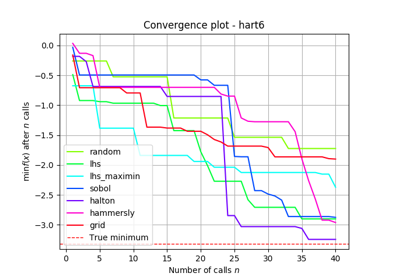 Convergence plot - hart6
min f(x) after n calls
0.0
−0.5
−1.0
−1.5
−2.0
−2.5
−3.0
random
lhs
lhs_maximin
sobol
halton
hammersly
grid
True minimum
0 5 10 15 20 25 30 35 40
Number of calls n